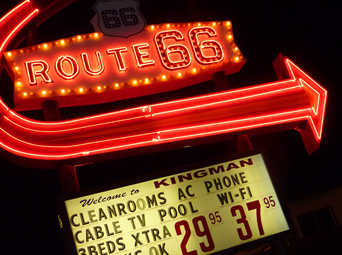 66
ROUTE 66
Welcome to KINGMAN
CLEANROOMS AC PHONE
CABLE TV POOL WI-FI
3BEDS XTRA 29 95 37 95
OK